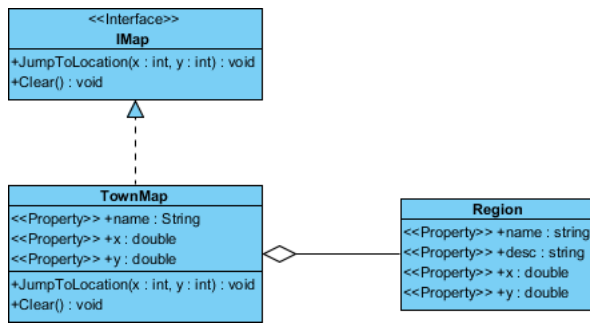 <<Interface>>
IMap
+JumpToLocation(x : int, y : int) : void
+Clear() : void
TownMap
<<Property>> +name : String
<<Property>> +x : double
<<Property>> +y : double
+JumpToLocation(x : int, y : int) : void
+Clear() : void
Region
<<Property>> +name : string
<<Property>> +desc : string
<<Property>> +x : double
<<Property>> +y : double